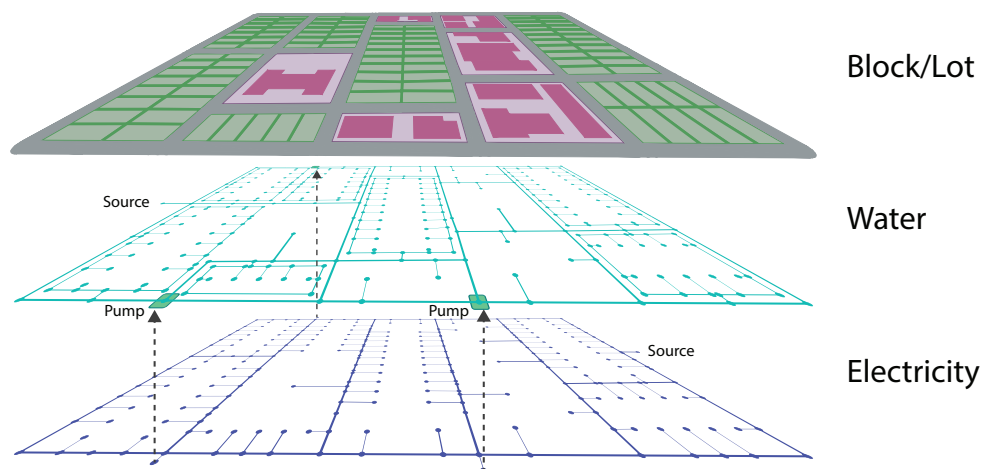 Block/Lot
Source
Water
Pump
Pump
Source
Electricity